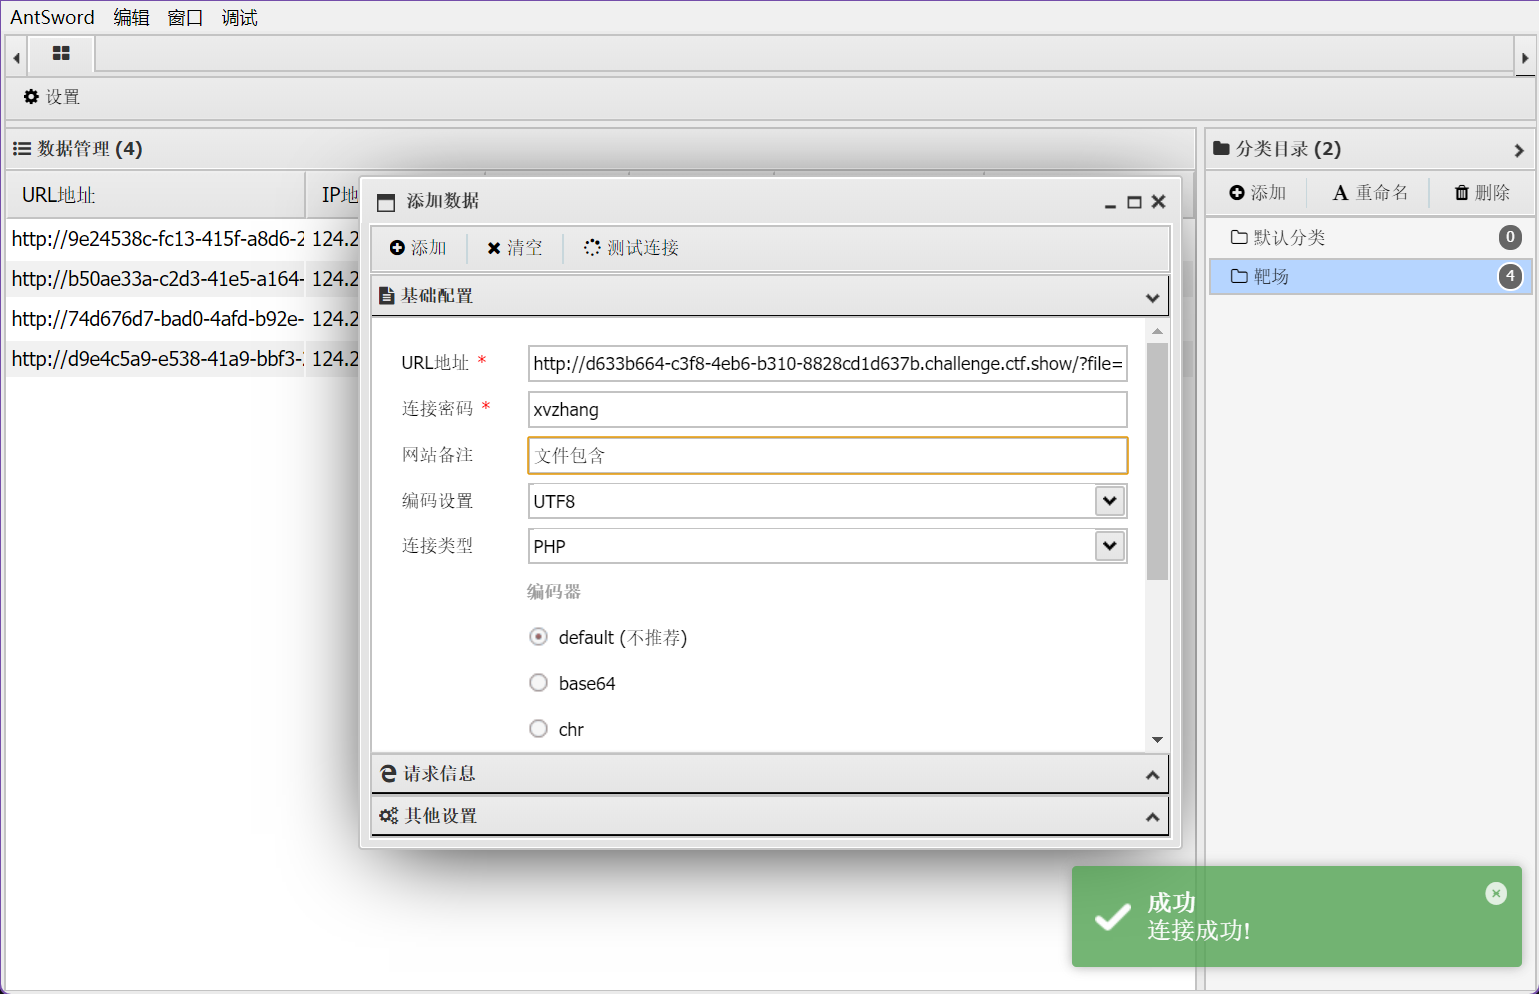 AntSword 编辑 窗口 调试
设置
数据管理 (4)
URL地址 IP地
http://9e24538c-fc13-415f-a8d6-2 124.2
http://b50ae33a-c2d3-41e5-a164- 124.2
http://74d676d7-bad0-4afd-b92e- 124.2
http://d9e4c5a9-e538-41a9-bbf3- 124.2
添加数据
添加 清空 测试连接
基础配置
URL地址 * http://d633b664-c3f8-4eb6-b310-8828cd1d637b.challenge.ctf.show/?file=
连接密码 * xvzhang
网站备注 文件包含
编码设置 UTF8
连接类型 PHP
编码器
default (不推荐)
base64
chr
请求信息
其他设置
分类目录 (2)
添加 重命名 删除
默认分类 0
靶场 4
成功
连接成功!